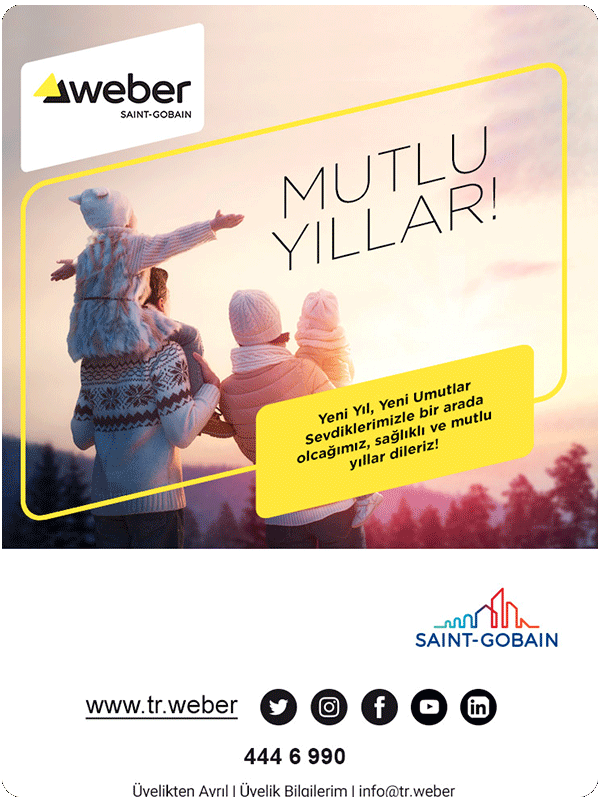 weber
SAINT-GOBAIN
MUTLU
YILLAR!
Yeni Yıl, Yeni Umutlar
Sevdiklerimizle bir arada
olcağımız, sağlıklı ve mutlu
yıllar dileriz!
SAINT-GOBAIN
www.tr.weber
444 6 990
Üyelikten Ayrıl | Üyelik Bilgilerim | info@tr.weber